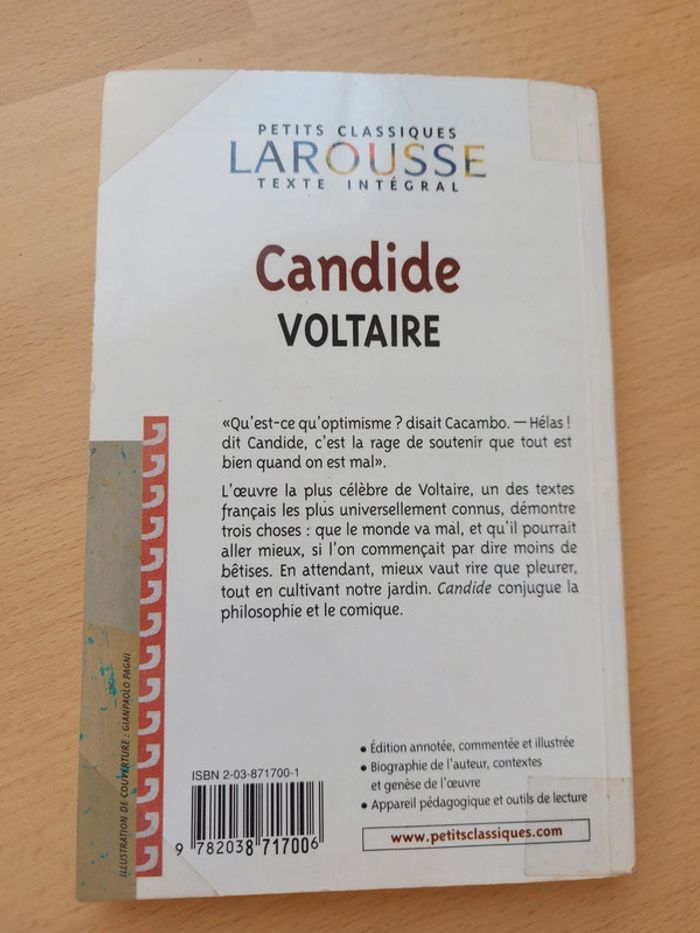 PETITS CLASSIQUES
LAROUSSE
TEXTE INTÉGRAL
Candide
VOLTAIRE
«Qu'est-ce qu'optimisme ? disait Cacambo. — Hélas !
dit Candide, c'est la rage de soutenir que tout est
bien quand on est mal».
L'œuvre la plus célèbre de Voltaire, un des textes
français les plus universellement connus, démontre
trois choses : que le monde va mal, et qu'il pourrait
aller mieux, si l'on commençait par dire moins de
bêtises. En attendant, mieux vaut rire que pleurer,
tout en cultivant notre jardin. Candide conjugue la
philosophie et le comique.
ILLUSTRATION DE COUVERTURE : GIANPAOLO PAGNI
• Édition annotée, commentée et illustrée
• Biographie de l'auteur, contextes
et genèse de l'œuvre
• Appareil pédagogique et outils de lecture
www.petitsclassiques.com
ISBN 2-03-871700-1
9 782038 717006